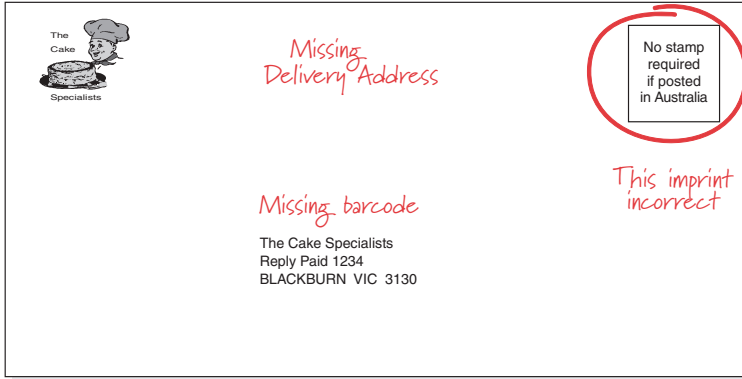 The
Cake
Specialists
Missing
Delivery Address
No stamp
required
if posted
in Australia
This imprint
incorrect
Missing barcode
The Cake Specialists
Reply Paid 1234
BLACKBURN VIC 3130